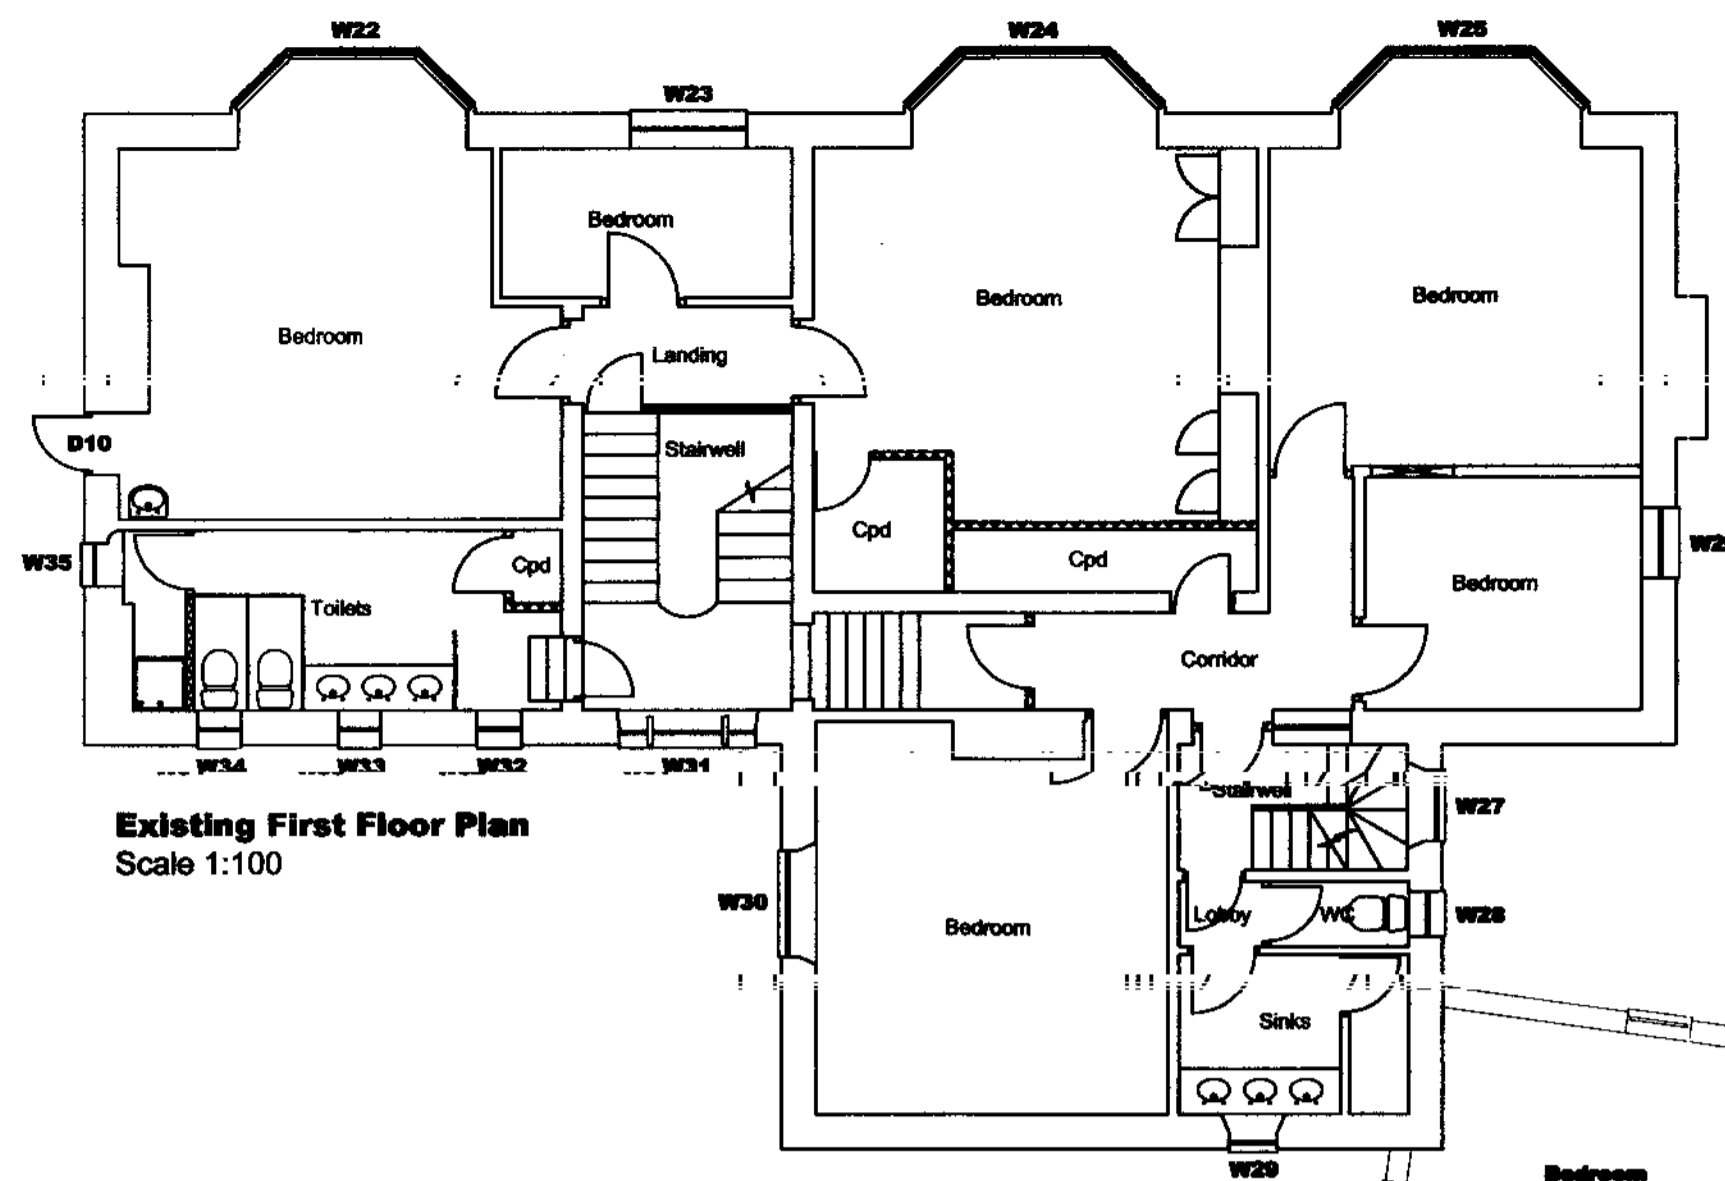 W22
W24
W25
W23
Bedroom
Bedroom
Bedroom
Bedroom
Landing
D10
Stairwell
Cpd
Cpd
Cpd
W35
Toilets
Bedroom
Corridor
W34
W33
W32
W31
Stairwell
W27
Existing First Floor Plan
Scale 1:100
W30
Bedroom
Lobby
WC
W28
Sinks
W29
Bedroom